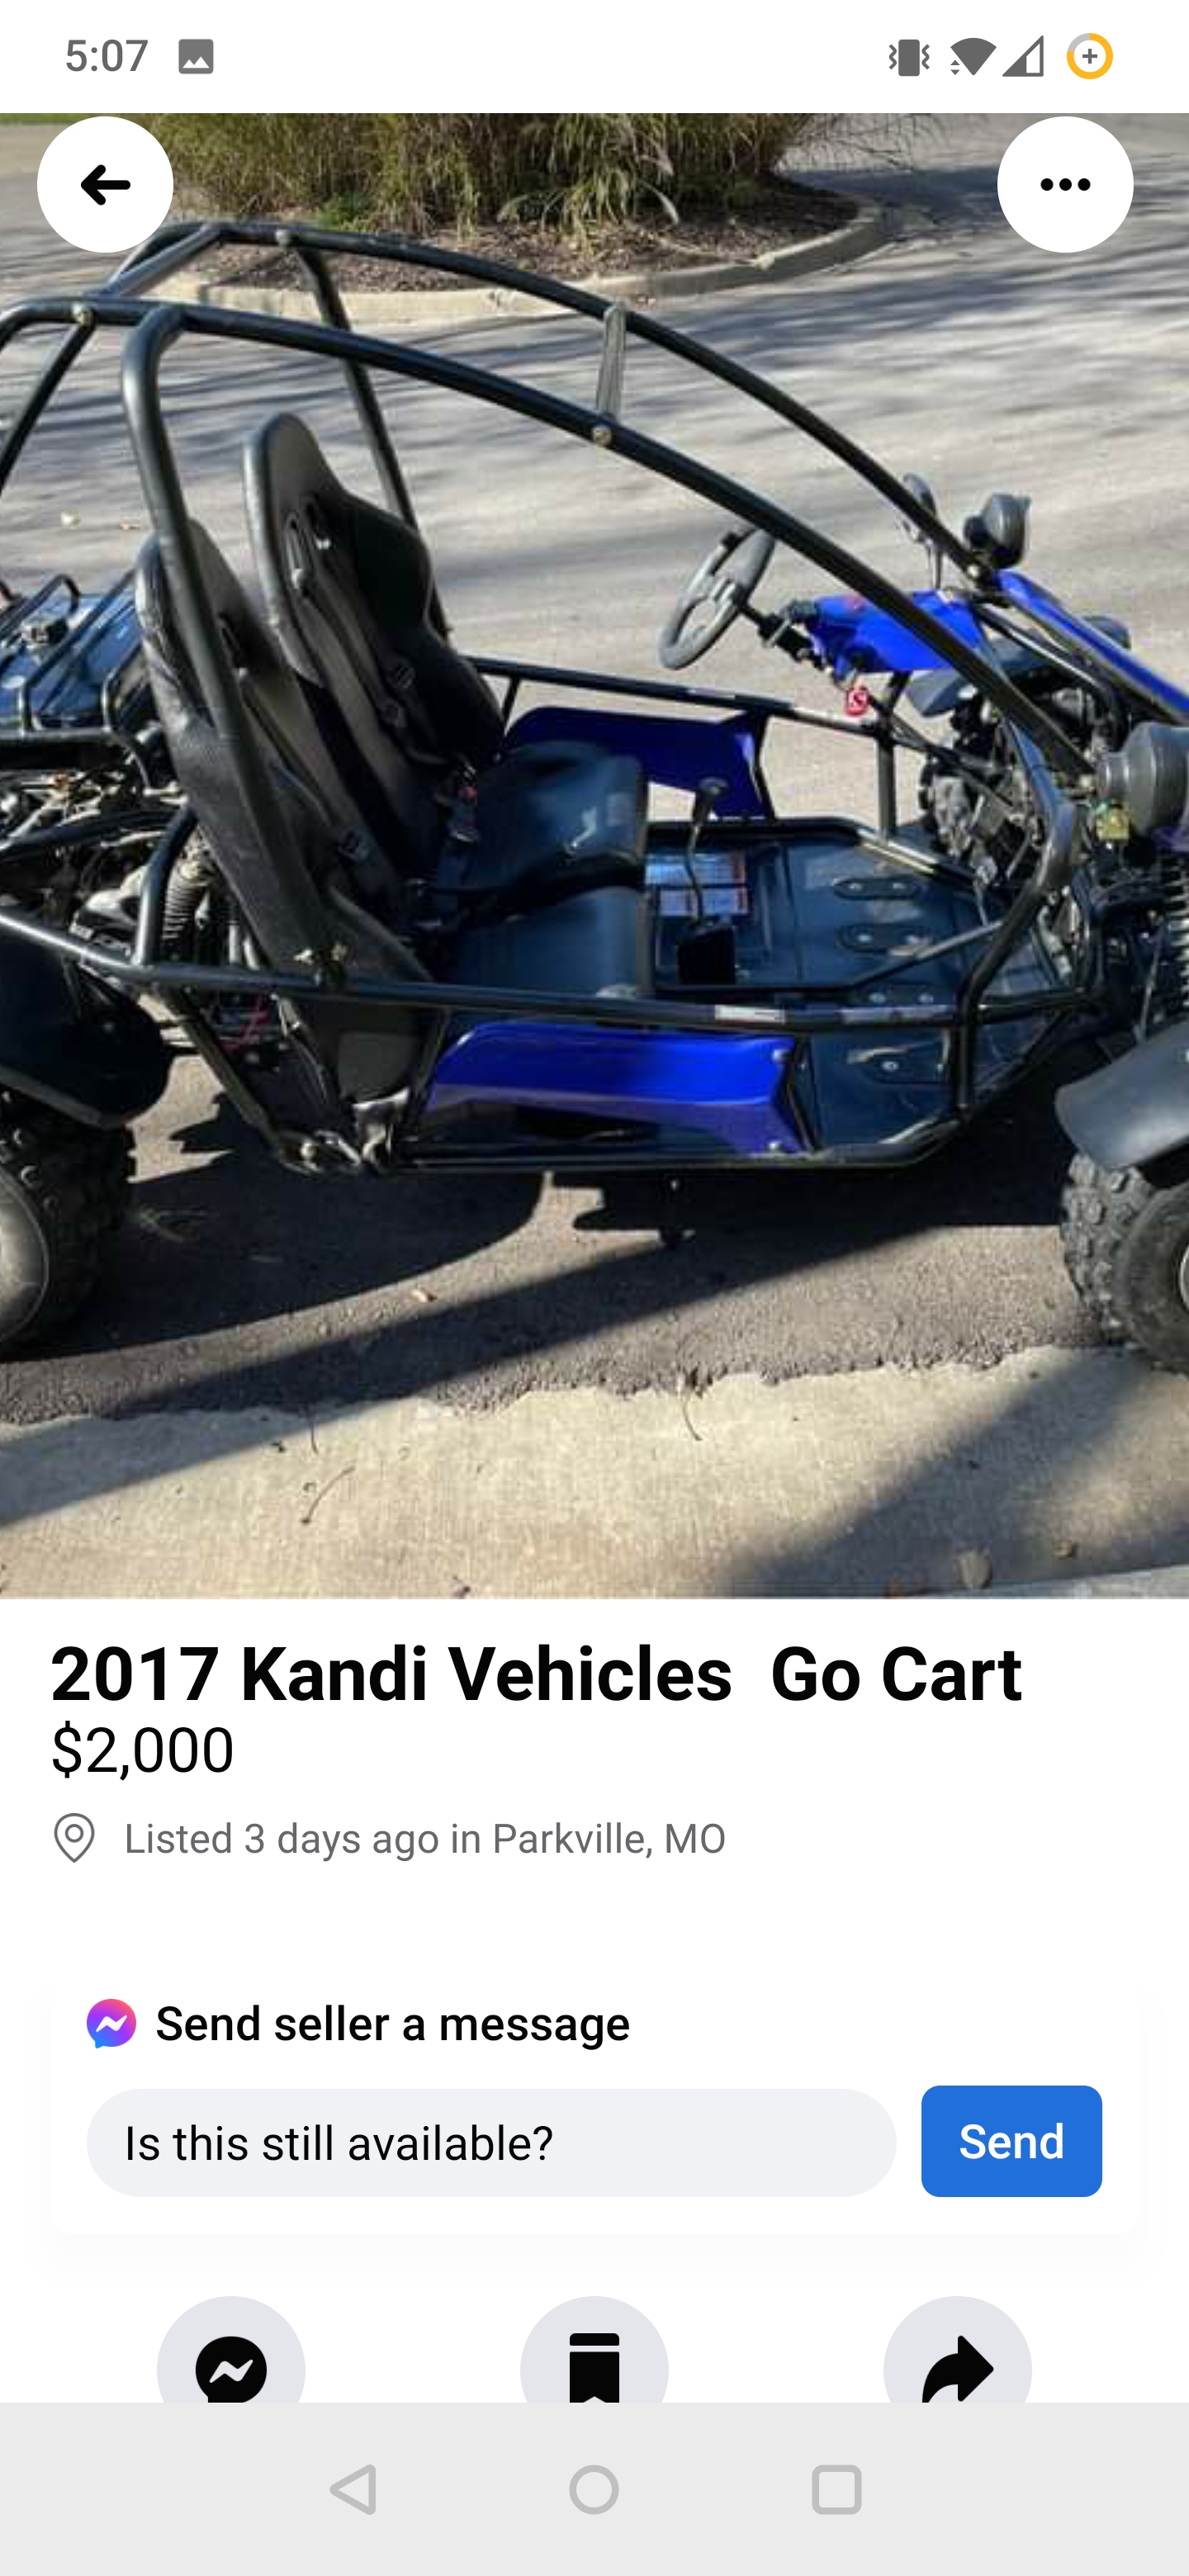 5:07
2017 Kandi Vehicles  Go Cart
$2,000
Listed 3 days ago in Parkville, MO
Send seller a message
Is this still available?
Send